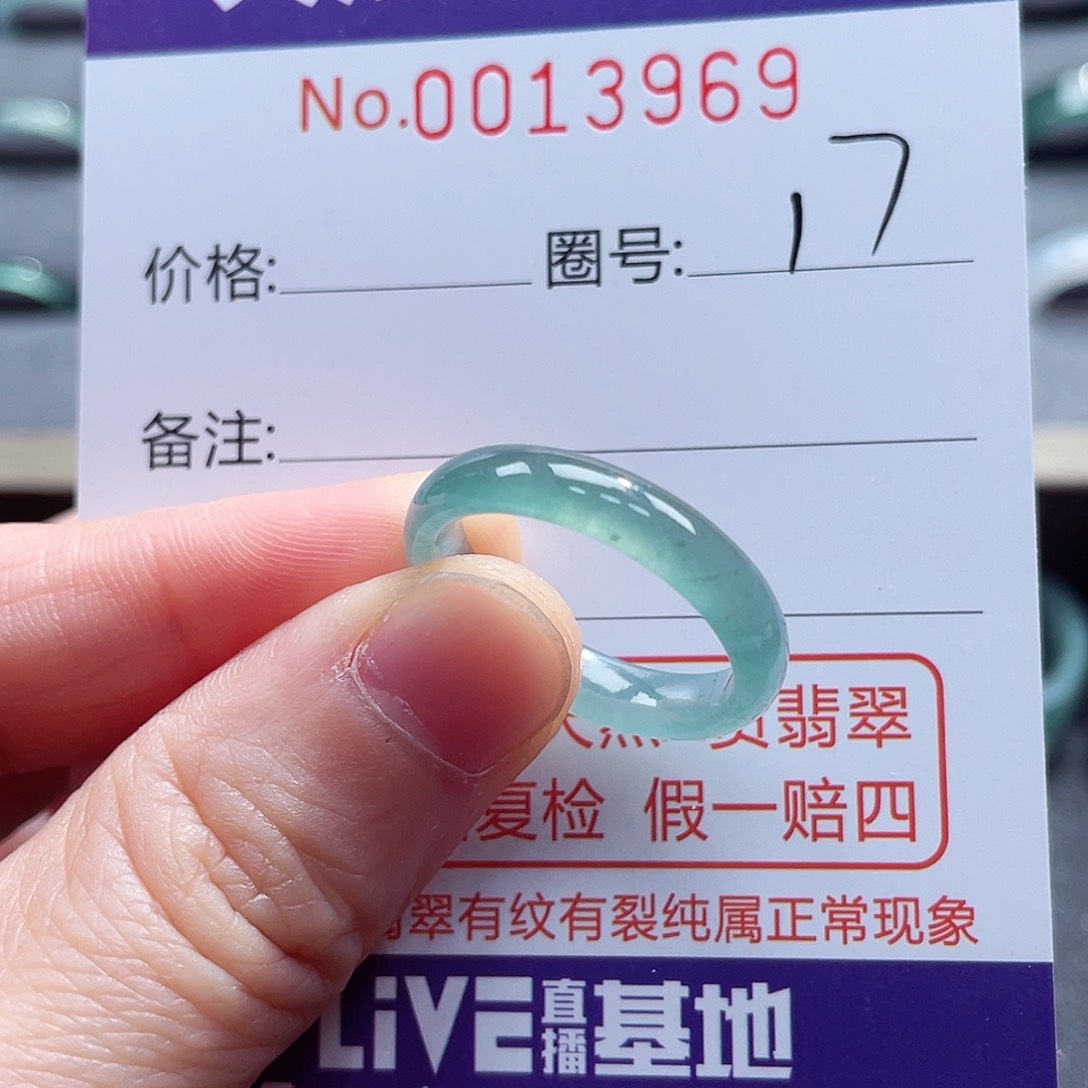 No.0013969
价格: 圈号: 17
备注:
翡翠
复检 假一赔四
翠有纹有裂纯属正常现象
LiVE直播基地